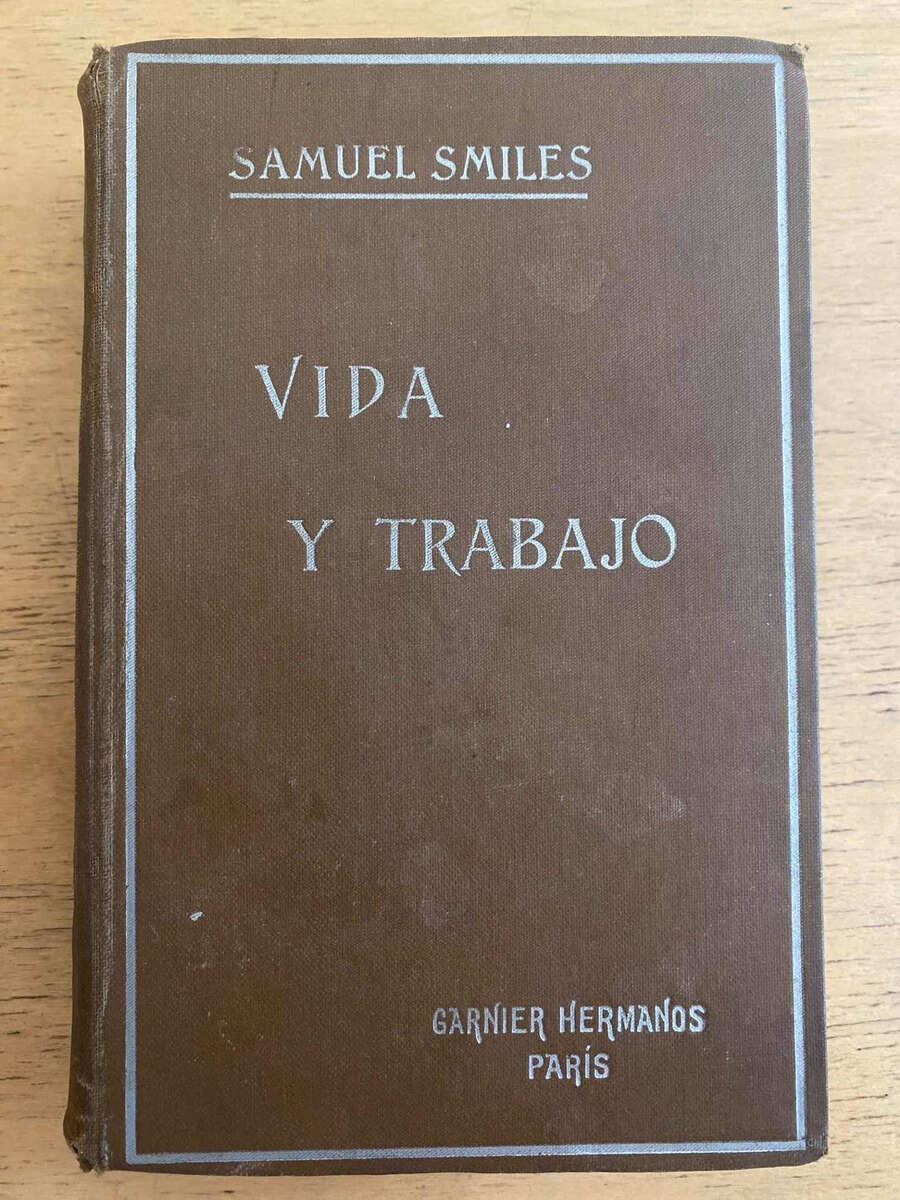 SAMUEL SMILES
VIDA
Y TRABAJO
GARNIER HERMANOS
PARÍS